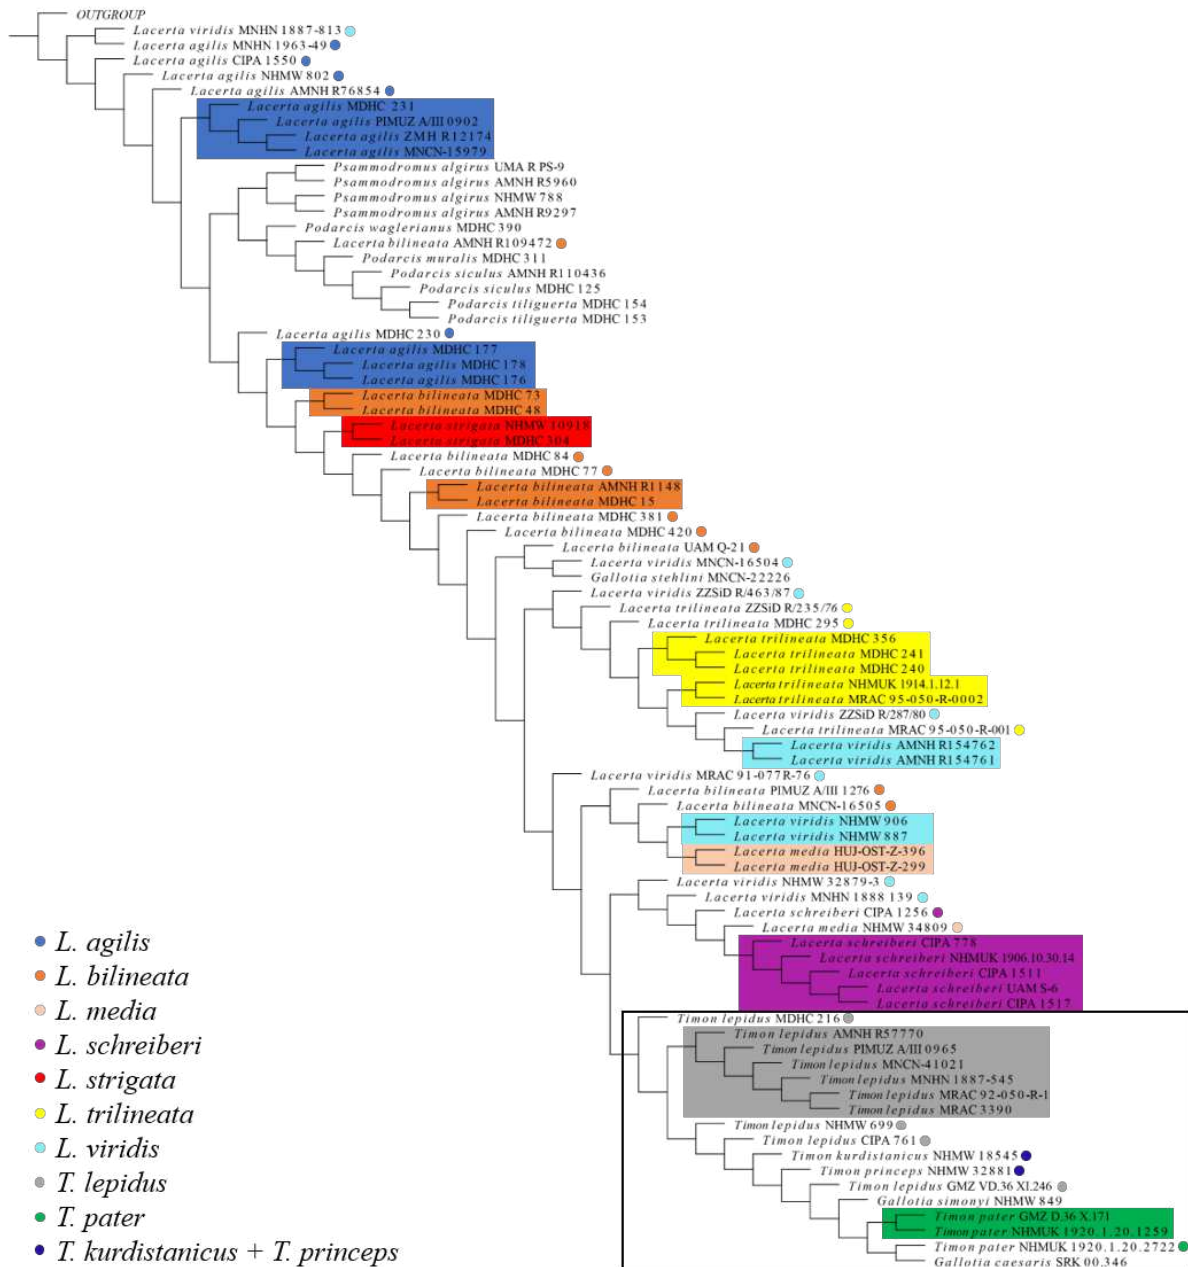 OUTGROUP
Lacerta viridis MNHN 1887-813
Lacerta agilis MNHN 1963-49
Lacerta agilis CIPA 1550
Lacerta agilis NHMW 802
Lacerta agilis AMNH R76854
Lacerta agilis MDHC 231
Lacerta agilis PIMUZ A/III 0902
Lacerta agilis ZMH R12174
Lacerta agilis MNCN-15979
Psammodromus algirus UMA R PS-9
Psammodromus algirus AMNH R5960
Psammodromus algirus NHMW 788
Psammodromus algirus AMNH R9297
Podarcis waglerianus MDHC 390
Lacerta bilineata AMNH R109472
Podarcis muralis MDHC 311
Podarcis siculus AMNH R110436
Podarcis siculus MDHC 125
Podarcis tiliguerta MDHC 154
Podarcis tiliguerta MDHC 153
Lacerta agilis MDHC 230
Lacerta agilis MDHC 177
Lacerta agilis MDHC 178
Lacerta agilis MDHC 176
Lacerta bilineata MDHC 73
Lacerta bilineata MDHC 48
Lacerta strigata NHMW 10918
Lacerta strigata MDHC 304
Lacerta bilineata MDHC 84
Lacerta bilineata MDHC 77
Lacerta bilineata AMNH R1148
Lacerta bilineata MDHC 15
Lacerta bilineata MDHC 381
Lacerta bilineata MDHC 420
Lacerta bilineata UAM Q-21
Lacerta viridis MNCN-16504
Gallotia stehlini MNCN-22226
Lacerta viridis ZZSiD R/463/87
Lacerta trilineata ZZSiD R/235/76
Lacerta trilineata MDHC 295
Lacerta trilineata MDHC 356
Lacerta trilineata MDHC 241
Lacerta trilineata MDHC 240
Lacerta trilineata NHMUK 1914.1.12.1
Lacerta trilineata MRAC 95-050-R-0002
Lacerta viridis ZZSiD R/287/80
Lacerta trilineata MRAC 95-050-R-001
Lacerta viridis AMNH R154762
Lacerta viridis AMNH R154761
Lacerta viridis MRAC 91-077R-76
Lacerta bilineata PIMUZ A/III 1276
Lacerta bilineata MNCN-16505
Lacerta viridis NHMW 906
Lacerta viridis NHMW 887
Lacerta media HUJ-OST-Z-396
Lacerta media HUJ-OST-Z-299
Lacerta viridis NHMW 32879-3
Lacerta viridis MNHN 1888 139
Lacerta schreiberi CIPA 1256
Lacerta media NHMW 34809
Lacerta schreiberi CIPA 778
Lacerta schreiberi NHMUK 1906.10.30.14
Lacerta schreiberi CIPA 1511
Lacerta schreiberi UAM S-6
Lacerta schreiberi CIPA 1517
Timon lepidus MDHC 216
Timon lepidus AMNH R57770
Timon lepidus PIMUZ A/III 0965
Timon lepidus MNCN-41021
Timon lepidus MNHN 1887-545
Timon lepidus MRAC 92-050-R-1
Timon lepidus MRAC 3390
Timon lepidus NHMW 699
Timon lepidus CIPA 761
Timon kurdistanicus NHMW 18545
Timon princeps NHMW 32881
Timon lepidus GMZ VD.36 XI.246
Gallotia simonyi NHMW 849
Timon pater GMZ D.36 X.171
Timon pater NHMUK 1920.1.20.1259
Timon pater NHMUK 1920.1.20.2722
Gallotia caesaris SRK 00.346
L. agilis
L. bilineata
L. media
L. schreiberi
L. strigata
L. trilineata
L. viridis
T. lepidus
T. pater
T. kurdistanicus + T. princeps